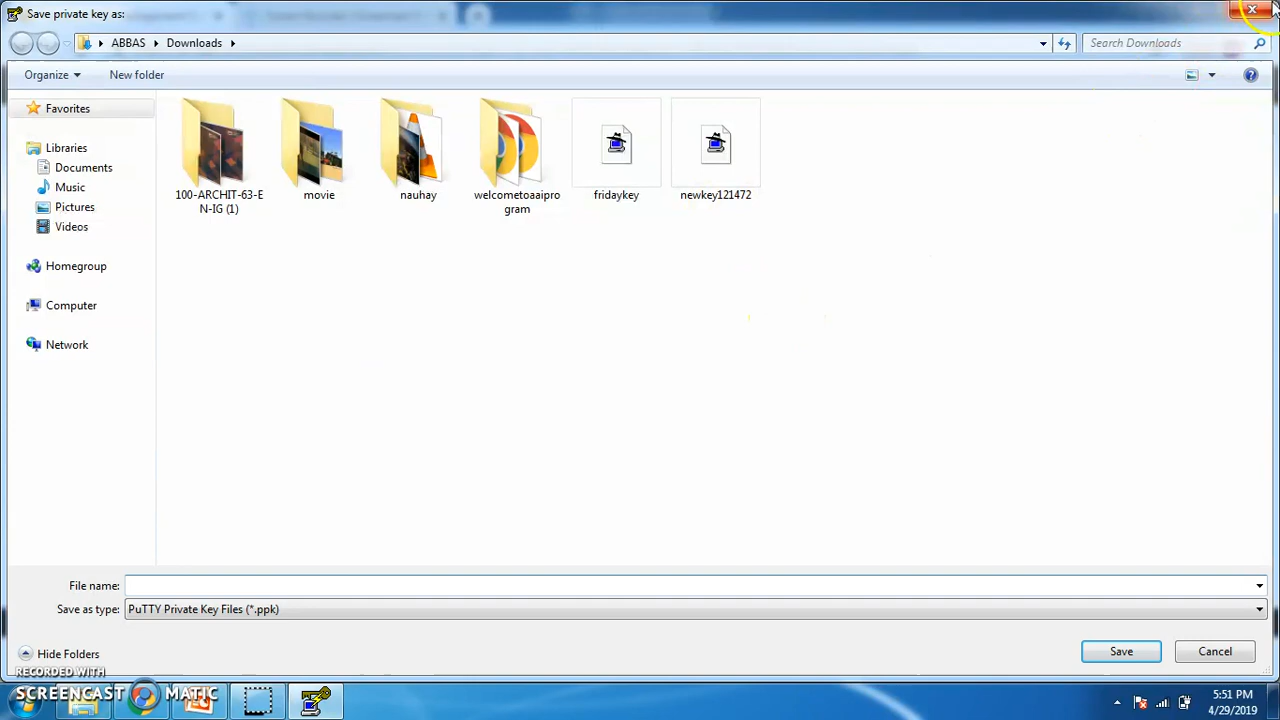 Save private key as:
ABBAS
Downloads
Search Downloads
Organize
New folder
Favorites
Libraries
Documents
Music
Pictures
Videos
Homegroup
Computer
Network
100-ARCHIT-63-E
N-IG (1)
movie
nauhay
welcometoaaipro
gram
fridaykey
newkey121472
File name:
Save as type:
PuTTY Private Key Files (*.ppk)
Hide Folders
Save
Cancel
RECORDED WITH
SCREENCAST MATIC
5:51 PM
4/29/2019